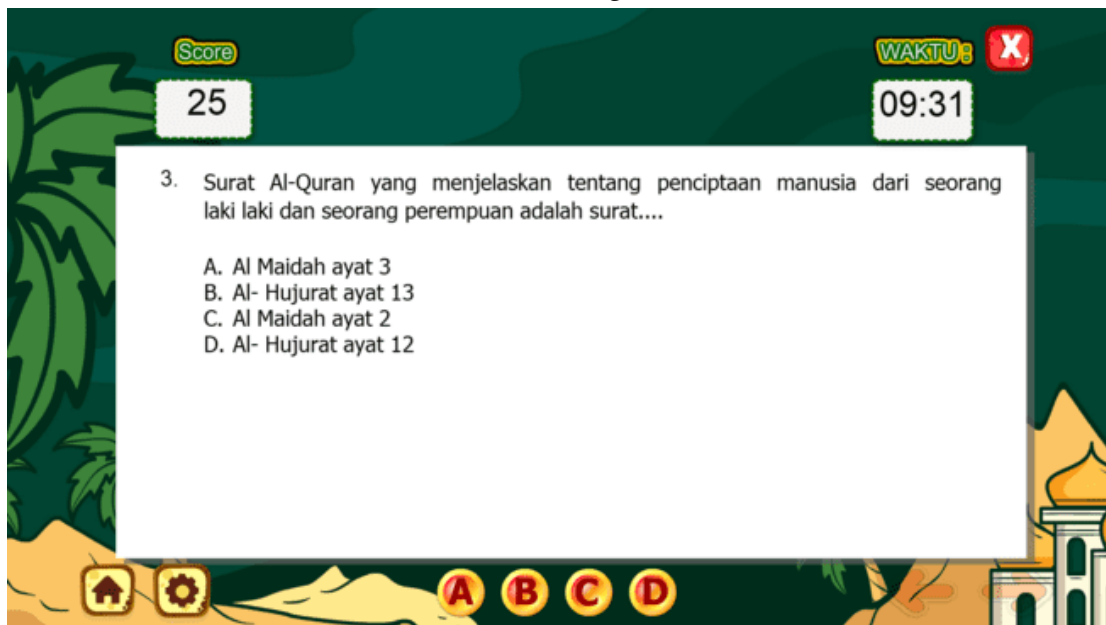 Score
WAKTU:
X
25
09:31
3. Surat Al-Quran yang menjelaskan tentang penciptaan manusia dari seorang
laki laki dan seorang perempuan adalah surat....
A. Al Maidah ayat 3
B. Al- Hujurat ayat 13
C. Al Maidah ayat 2
D. Al- Hujurat ayat 12
A B C D